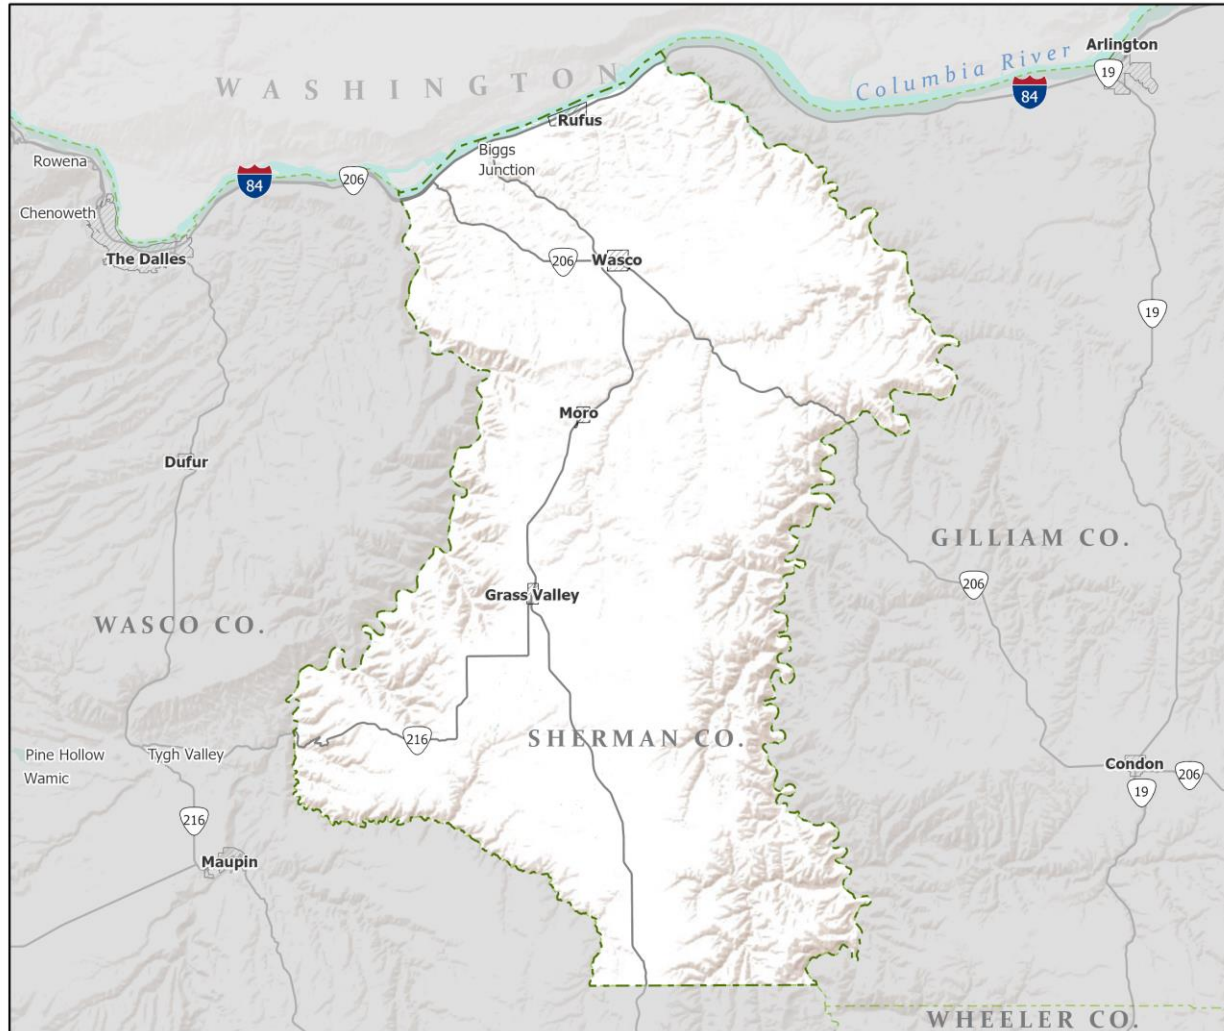 Arlington
WASHINGTON
Columbia River
19
84
Rufus
Biggs
Junction
Rowena
84
206
Chenoweth
The Dalles
206
Wasco
19
Moro
Dufur
GILLIAM CO.
206
Grass Valley
WASCO CO.
216
SHERMAN CO.
Pine Hollow
Tygh Valley
Wamic
Condon
206
19
216
Maupin
WHEELER CO.